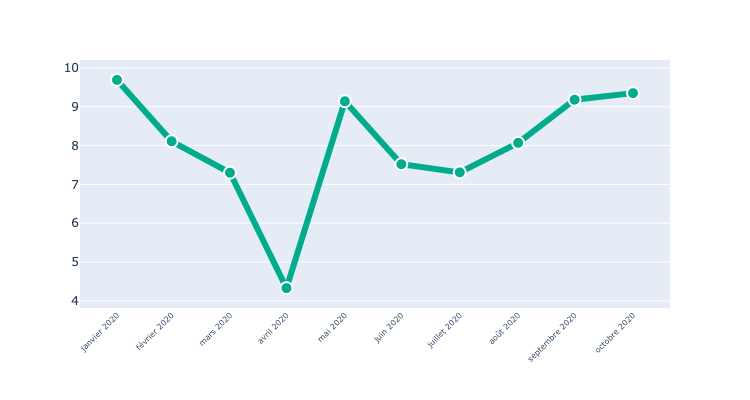 10
9
8
7
6
5
4
janvier 2020
février 2020
mars 2020
avril 2020
mai 2020
juin 2020
juillet 2020
août 2020
septembre 2020
octobre 2020